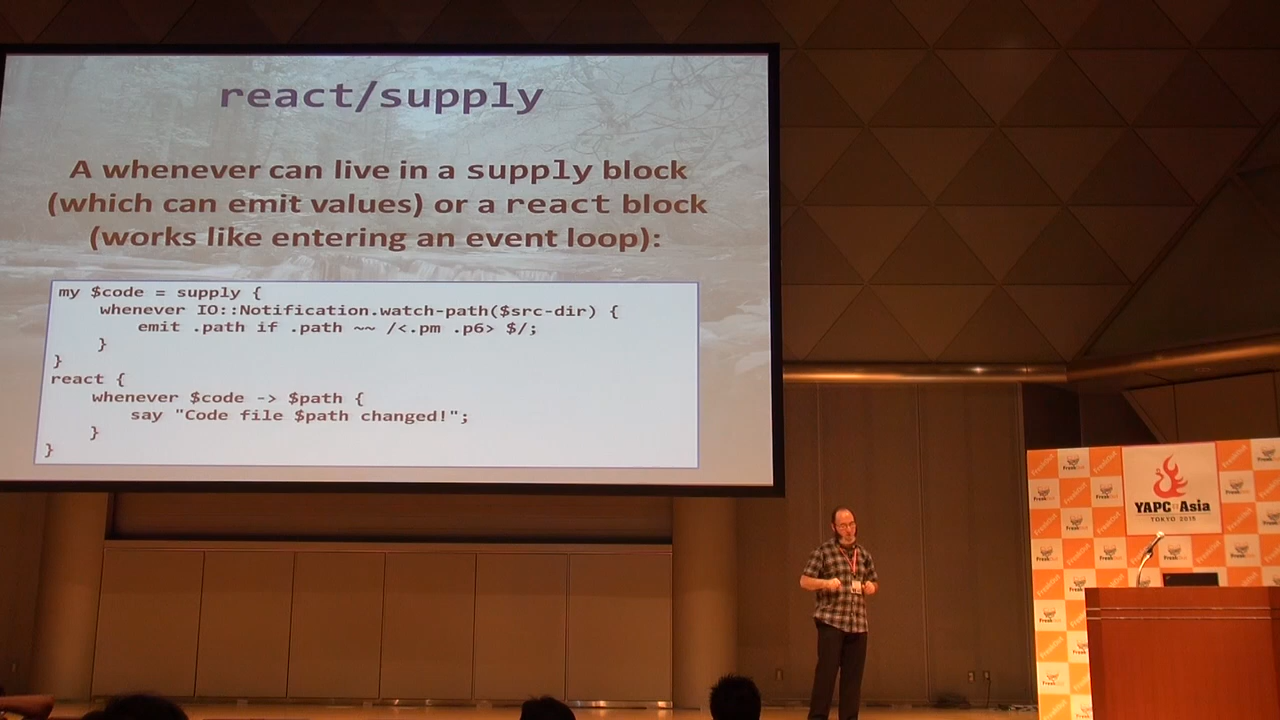 react/supply
A whenever can live in a supply block
(which can emit values) or a react block
(works like entering an event loop):
my $code = supply {
whenever IO::Notification.watch-path($src-dir) {
emit .path if .path ~~ /<.pm .p6> $/;
}
}
react {
whenever $code -> $path {
say "Code file $path changed!";
}
}
YAPC::Asia
TOKYO 2015
FreakOut